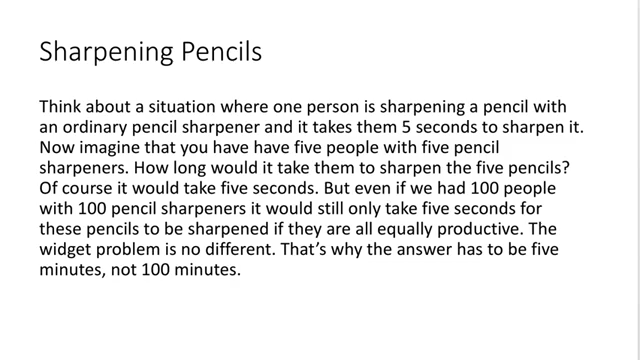 Sharpening Pencils
Think about a situation where one person is sharpening a pencil with
an ordinary pencil sharpener and it takes them 5 seconds to sharpen it.
Now imagine that you have have five people with five pencil
sharpeners. How long would it take them to sharpen the five pencils?
Of course it would take five seconds. But even if we had 100 people
with 100 pencil sharpeners it would still only take five seconds for
these pencils to be sharpened if they are all equally productive. The
widget problem is no different. That’s why the answer has to be five
minutes, not 100 minutes.